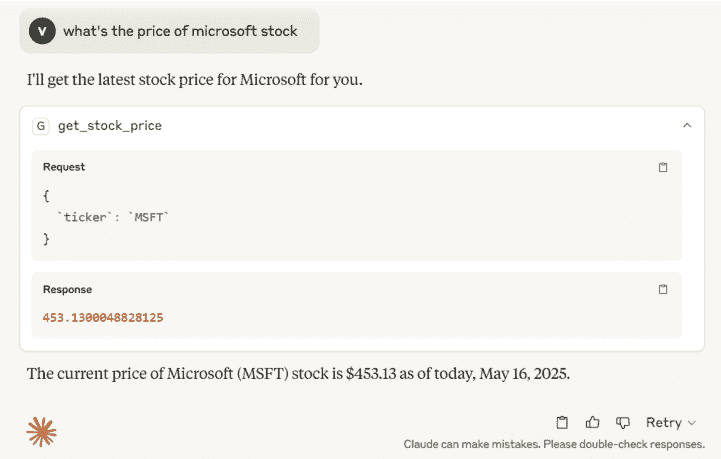 V what's the price of microsoft stock
I'll get the latest stock price for Microsoft for you.
G get_stock_price
Request
{
`ticker`: `MSFT`
}
Response
453.1300048828125
The current price of Microsoft (MSFT) stock is $453.13 as of today, May 16, 2025.
Retry
Claude can make mistakes. Please double-check responses.